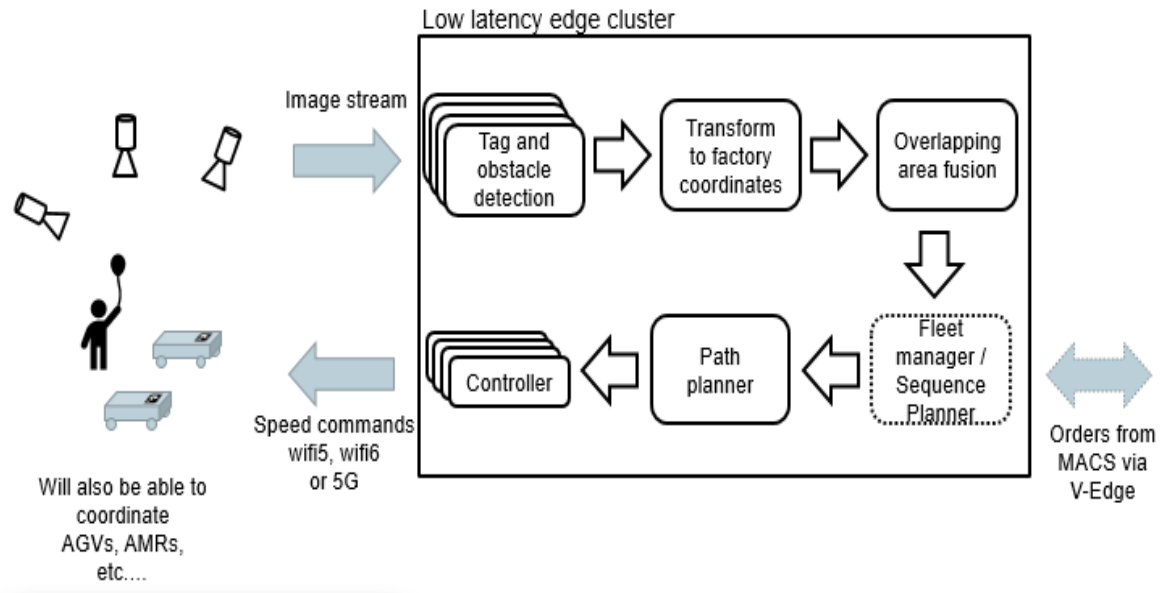 Low latency edge cluster
Image stream
Tag and
obstacle
detection
Transform
to factory
coordinates
Overlapping
area fusion
Fleet
manager /
Sequence
Planner
Path
planner
Controller
Speed commands
wifi5, wifi6
or 5G
Orders from
MACS via
V-Edge
Will also be able to
coordinate
AGVs, AMRs,
etc....